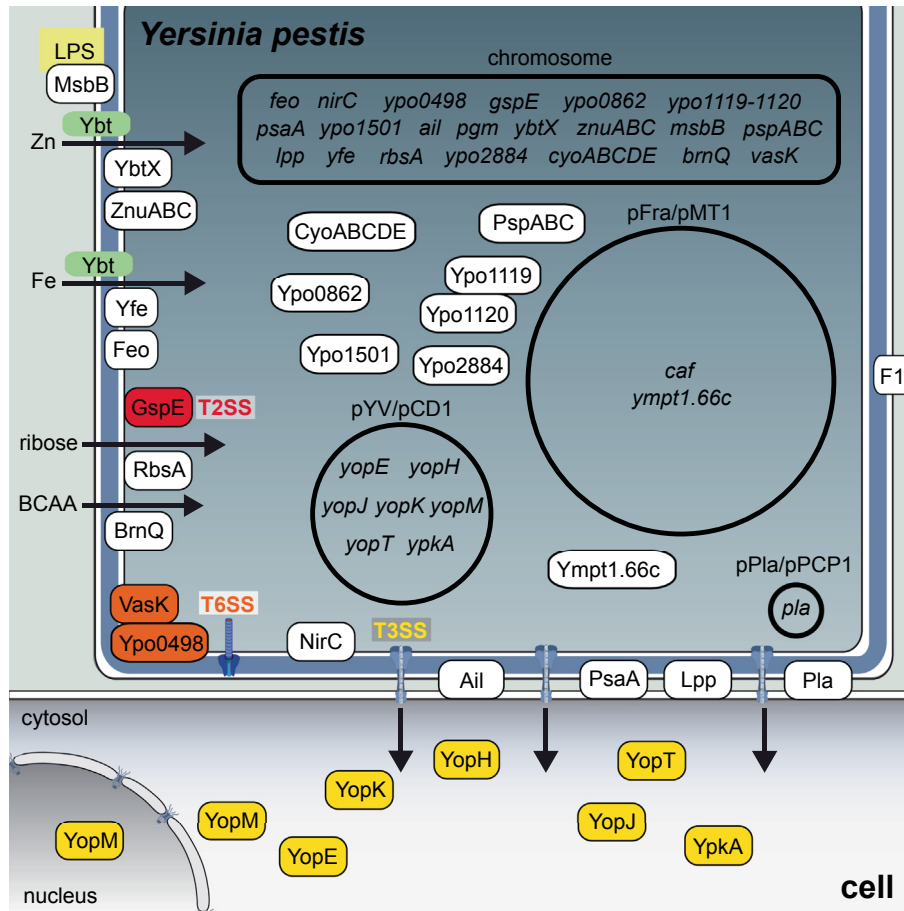 Yersinia pestis
LPS
MsbB
chromosome
feo nirC ypo0498 gspE ypo0862 ypo1119-1120
psaA ypo1501 ail pgm ybtX znuABC msbB pspABC
lpp yfe rbsA ypo2884 cyoABCDE brnQ vasK
Ybt
Zn
YbtX
ZnuABC
CyoABCDE
PspABC
pFra/pMT1
Ybt
Fe
Yfe
Feo
Ypo0862
Ypo1119
Ypo1120
Ypo1501
Ypo2884
caf
ympt1.66c
F1
GspE T2SS
ribose
RbsA
BCAA
BrnQ
pYV/pCD1
yopE yopH
yopJ yopK yopM
yopT ypkA
Ympt1.66c
pPla/pPCP1
pla
VasK
Ypo0498
T6SS
NirC
T3SS
Ail
PsaA
Lpp
Pla
cytosol
YopH
YopT
YopK
YopM
YopJ
YpkA
YopE
YopM
nucleus
cell